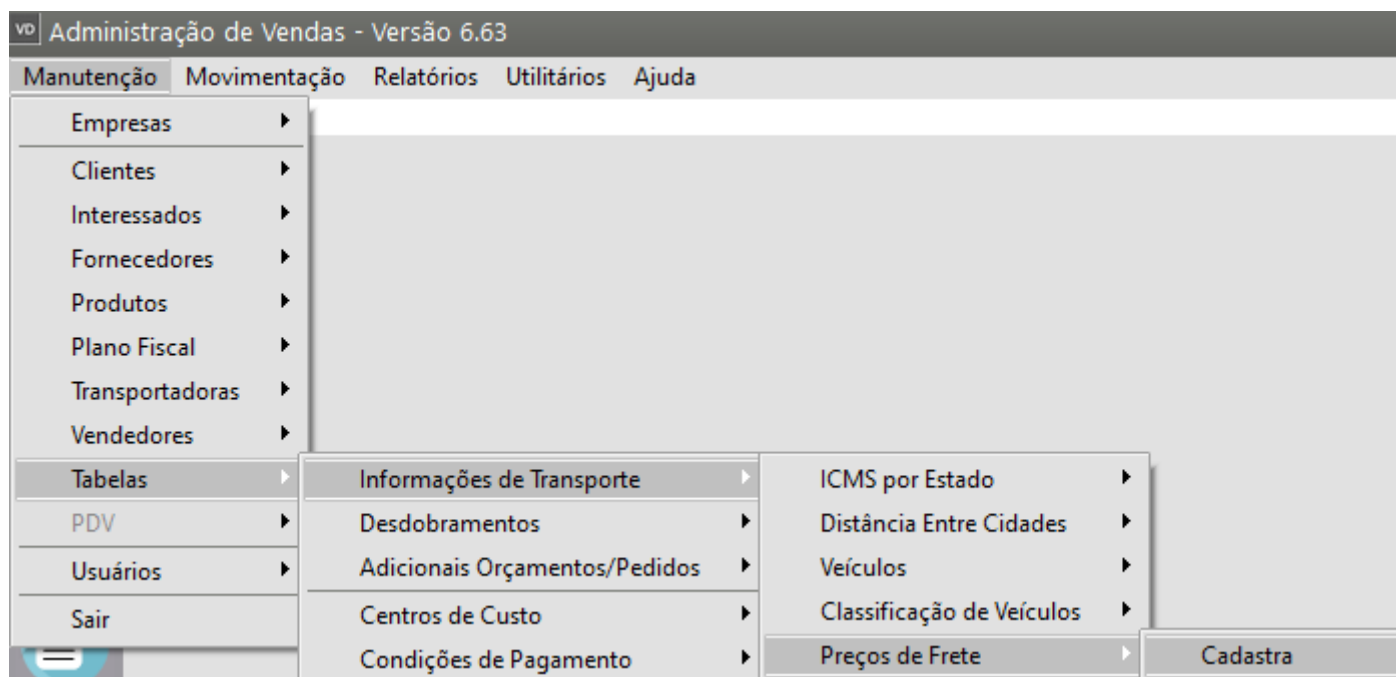 VD Administração de Vendas - Versão 6.63
Manutenção Movimentação Relatórios Utilitários Ajuda
Empresas
Clientes
Interessados
Fornecedores
Produtos
Plano Fiscal
Transportadoras
Vendedores
Tabelas
PDV
Usuários
Sair
Informações de Transporte
Desdobramentos
Adicionais Orçamentos/Pedidos
Centros de Custo
Condições de Pagamento
ICMS por Estado
Distância Entre Cidades
Veículos
Classificação de Veículos
Preços de Frete
Cadastra